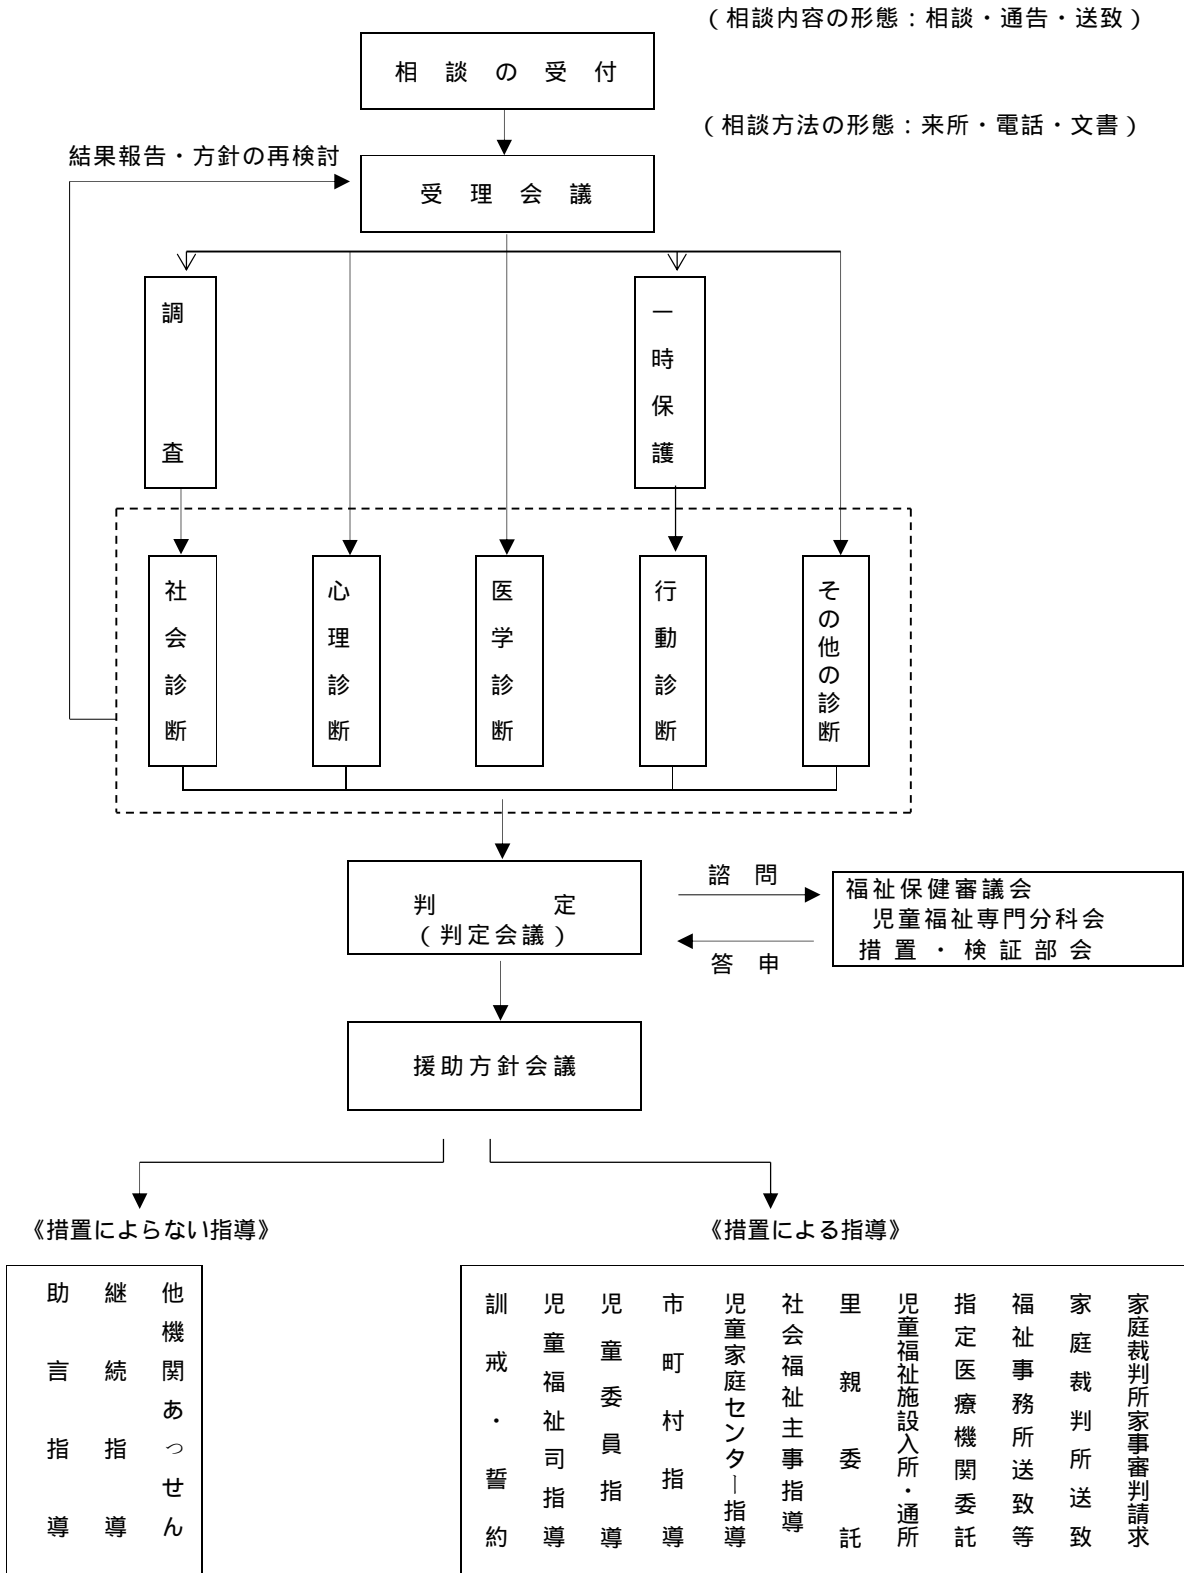 （相談内容の形態：相談・通告・送致）
相談の受付
（相談方法の形態：来所・電話・文書）
結果報告・方針の再検討
受理会議
調査
一時保護
社会診断
心理診断
医学診断
行動診断
その他の診断
判定
（判定会議）
諮問
答申
福祉保健審議会
児童福祉専門分科会
措置・検証部会
援助方針会議
《措置によらない指導》
《措置による指導》
助言指導
継続指導
他機関あっせん
訓戒・誓約
児童福祉司指導
児童委員指導
市町村指導
児童家庭センター指導
社会福祉主事指導
里親委託
児童福祉施設入所・通所
指定医療機関委託
福祉事務所送致等
家庭裁判所送致
家庭裁判所家事審判請求